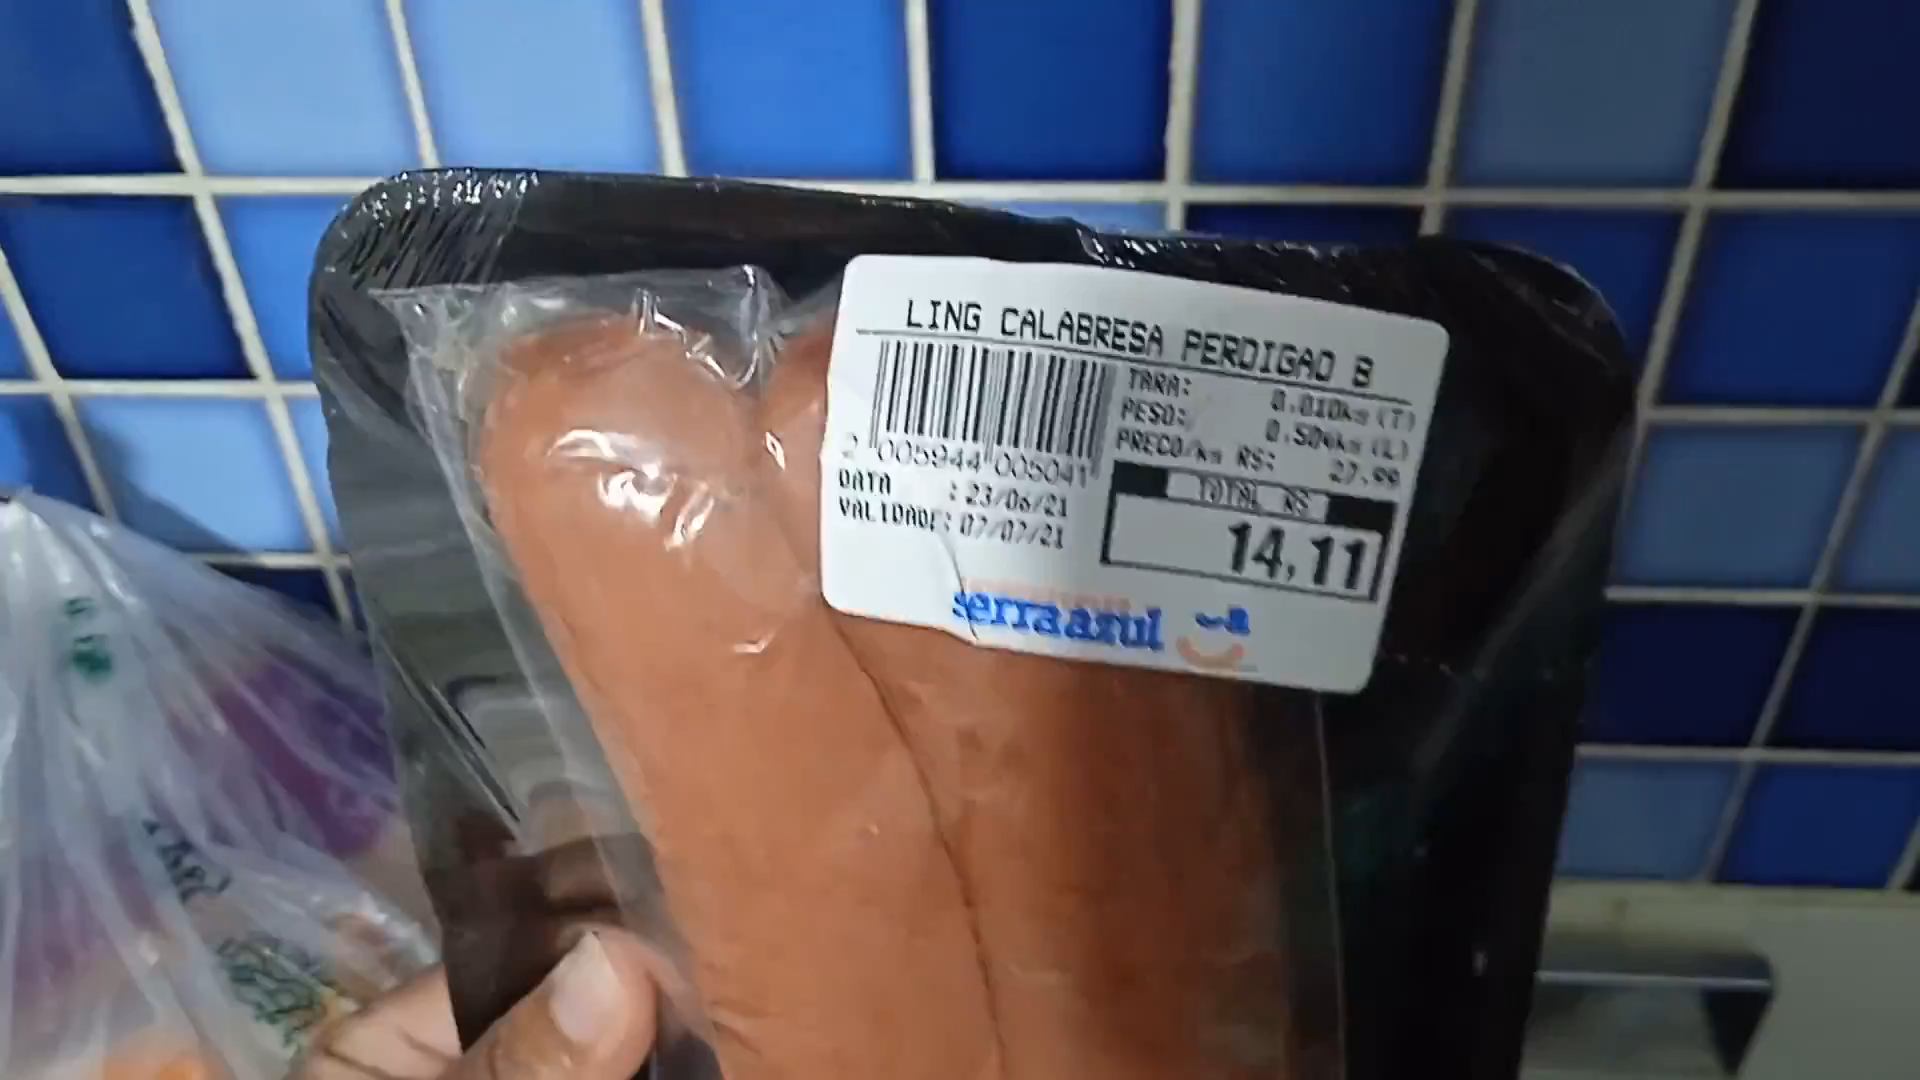 LING CALABRESA PERDIGAO B
TARA: 0.010kg (T)
PESO: 0.504kg (L)
PRECO/kg R$: 27.99
2 005944 005041
DATA : 23/06/21
VALIDADE: 07/07/21
TOTAL R$
14,11
serraazul